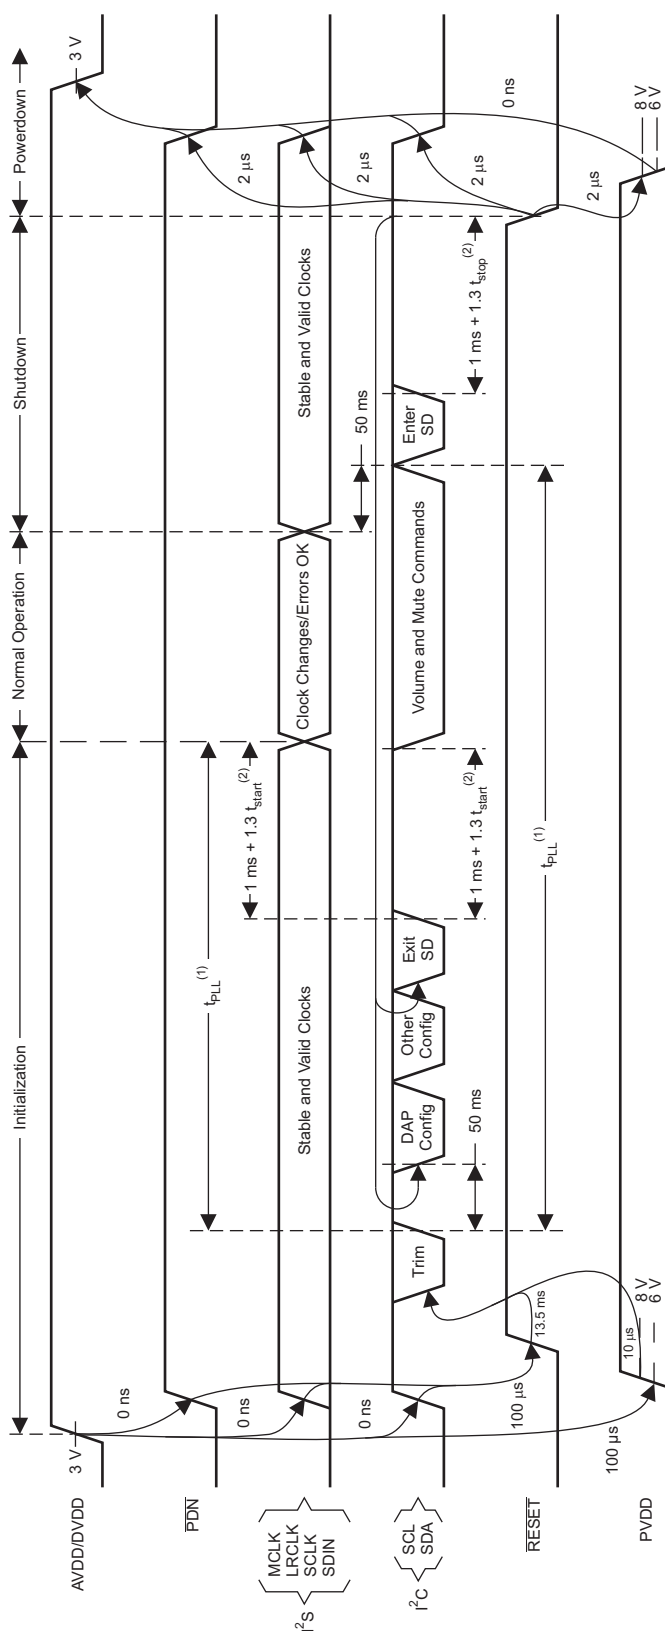 Initialization
Normal Operation
Shutdown
Powerdown
AVDD/DVDD
3 V
3 V
PDN
0 ns
t_PLL^(1)
2 μs
0 ns
1 ms + 1.3 t_start^(2)
2 μs
I²S
MCLK
LRCLK
SCLK
SDIN
Stable and Valid Clocks
Clock Changes/Errors OK
Stable and Valid Clocks
0 ns
50 ms
2 μs
I²C
SCL
SDA
Trim
DAP
Config
Other
Config
Exit
SD
Volume and Mute Commands
Enter
SD
50 ms
1 ms + 1.3 t_start^(2)
1 ms + 1.3 t_stop^(2)
0 ns
100 μs
RESET
13.5 ms
t_PLL^(1)
2 μs
100 μs
10 μs
PVDD
8 V
6 V
8 V
6 V